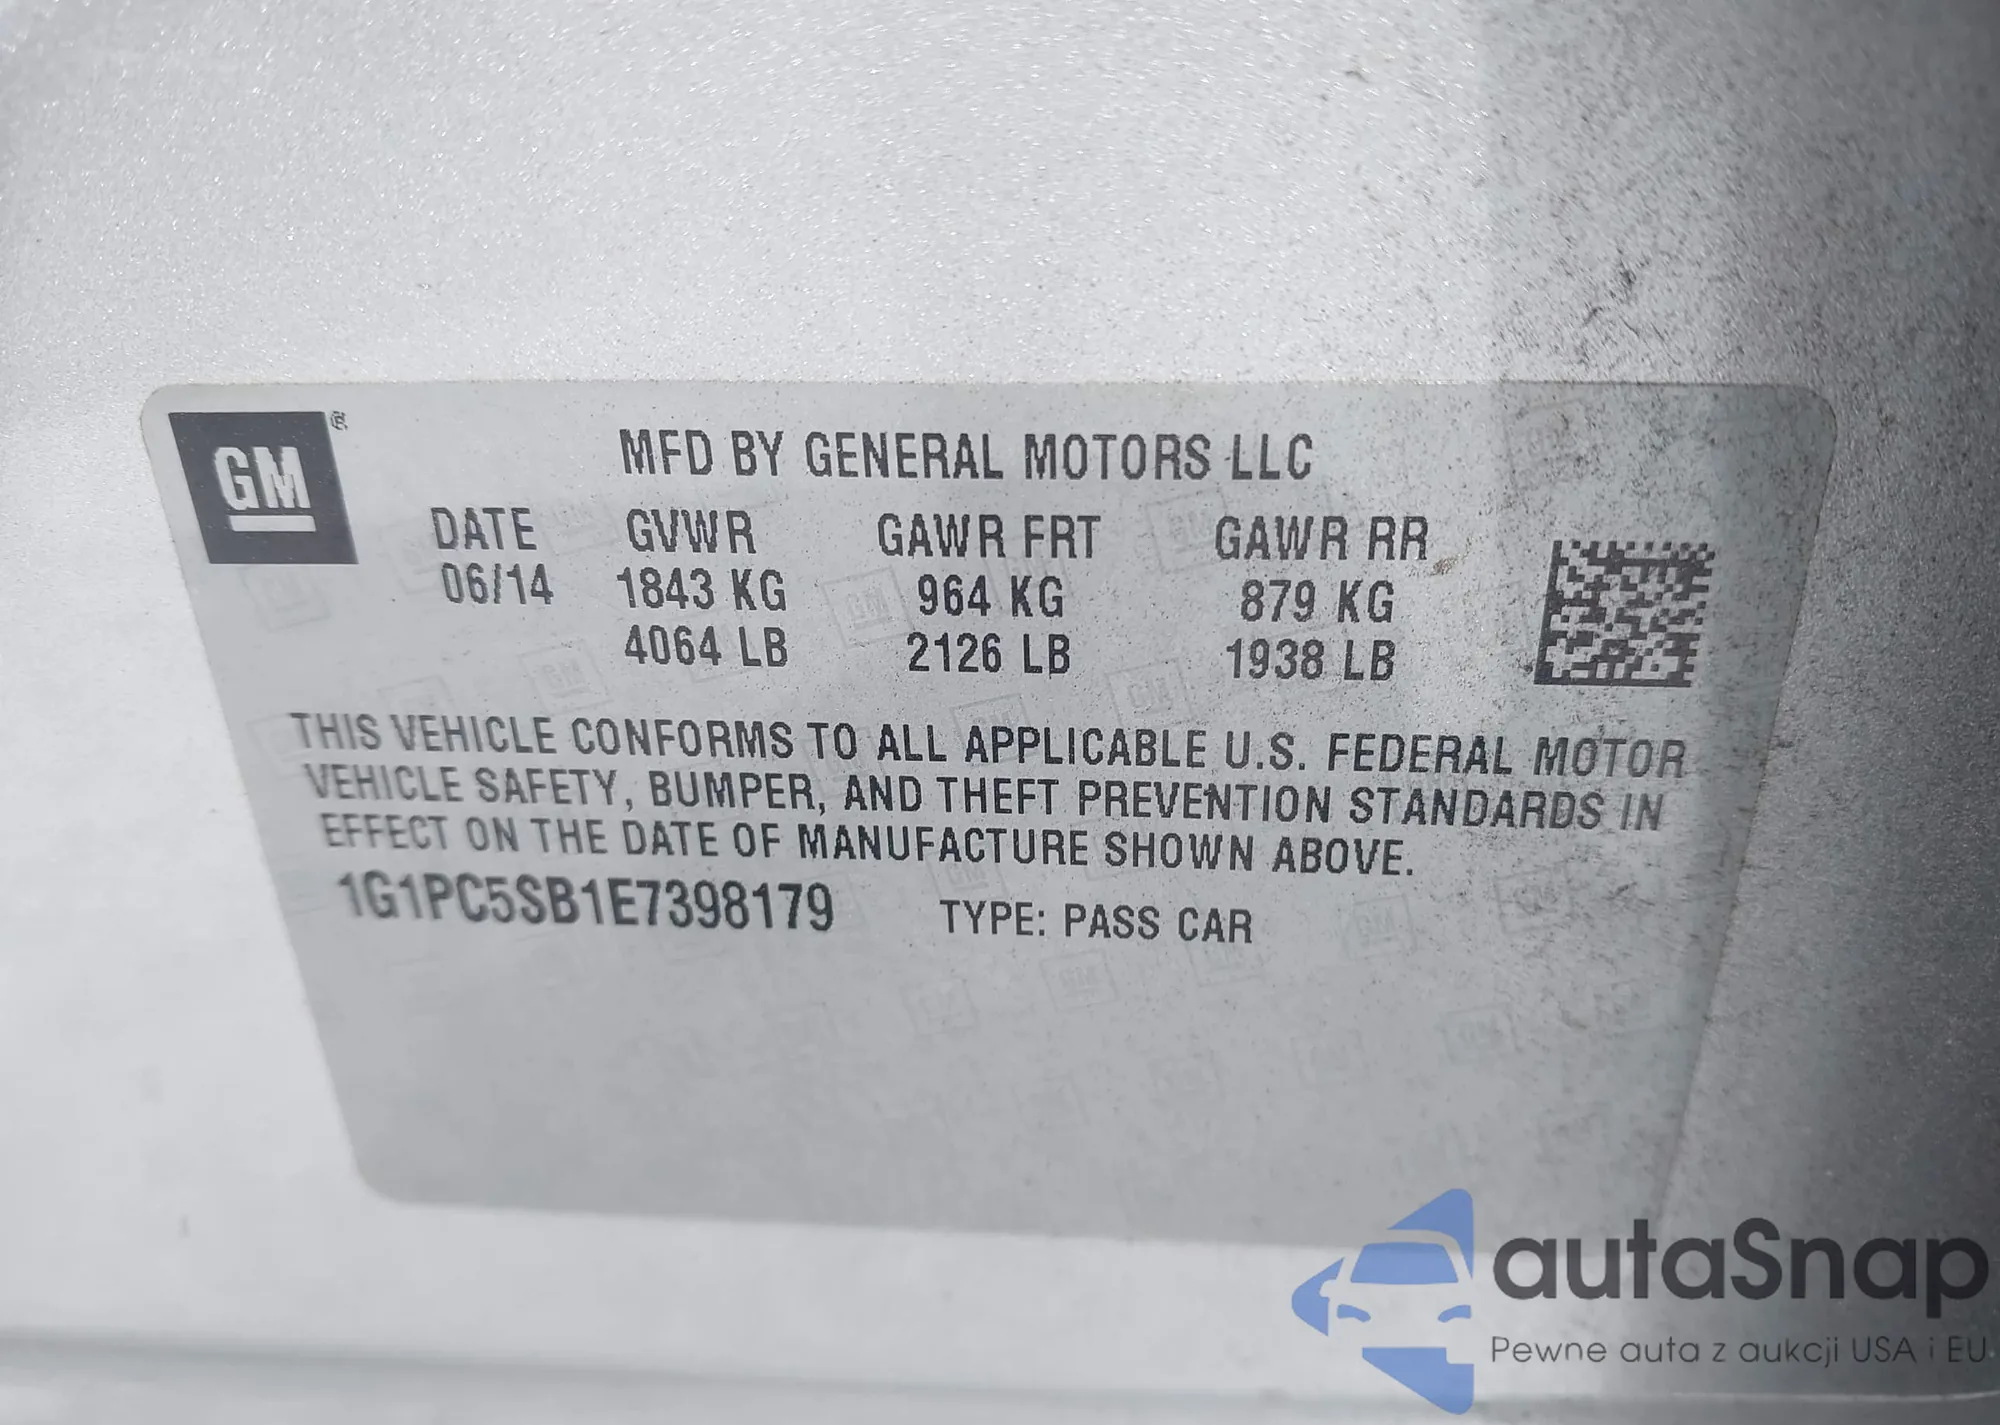 GM®
MFD BY GENERAL MOTORS LLC
DATE GVWR GAWR FRT GAWR RR
06/14 1843 KG 964 KG 879 KG
4064 LB 2126 LB 1938 LB
THIS VEHICLE CONFORMS TO ALL APPLICABLE U.S. FEDERAL MOTOR
VEHICLE SAFETY, BUMPER, AND THEFT PREVENTION STANDARDS IN
EFFECT ON THE DATE OF MANUFACTURE SHOWN ABOVE.
1G1PC5SB1E7398179 TYPE: PASS CAR
autaSnap
Pewne auta z aukcji USA i EU